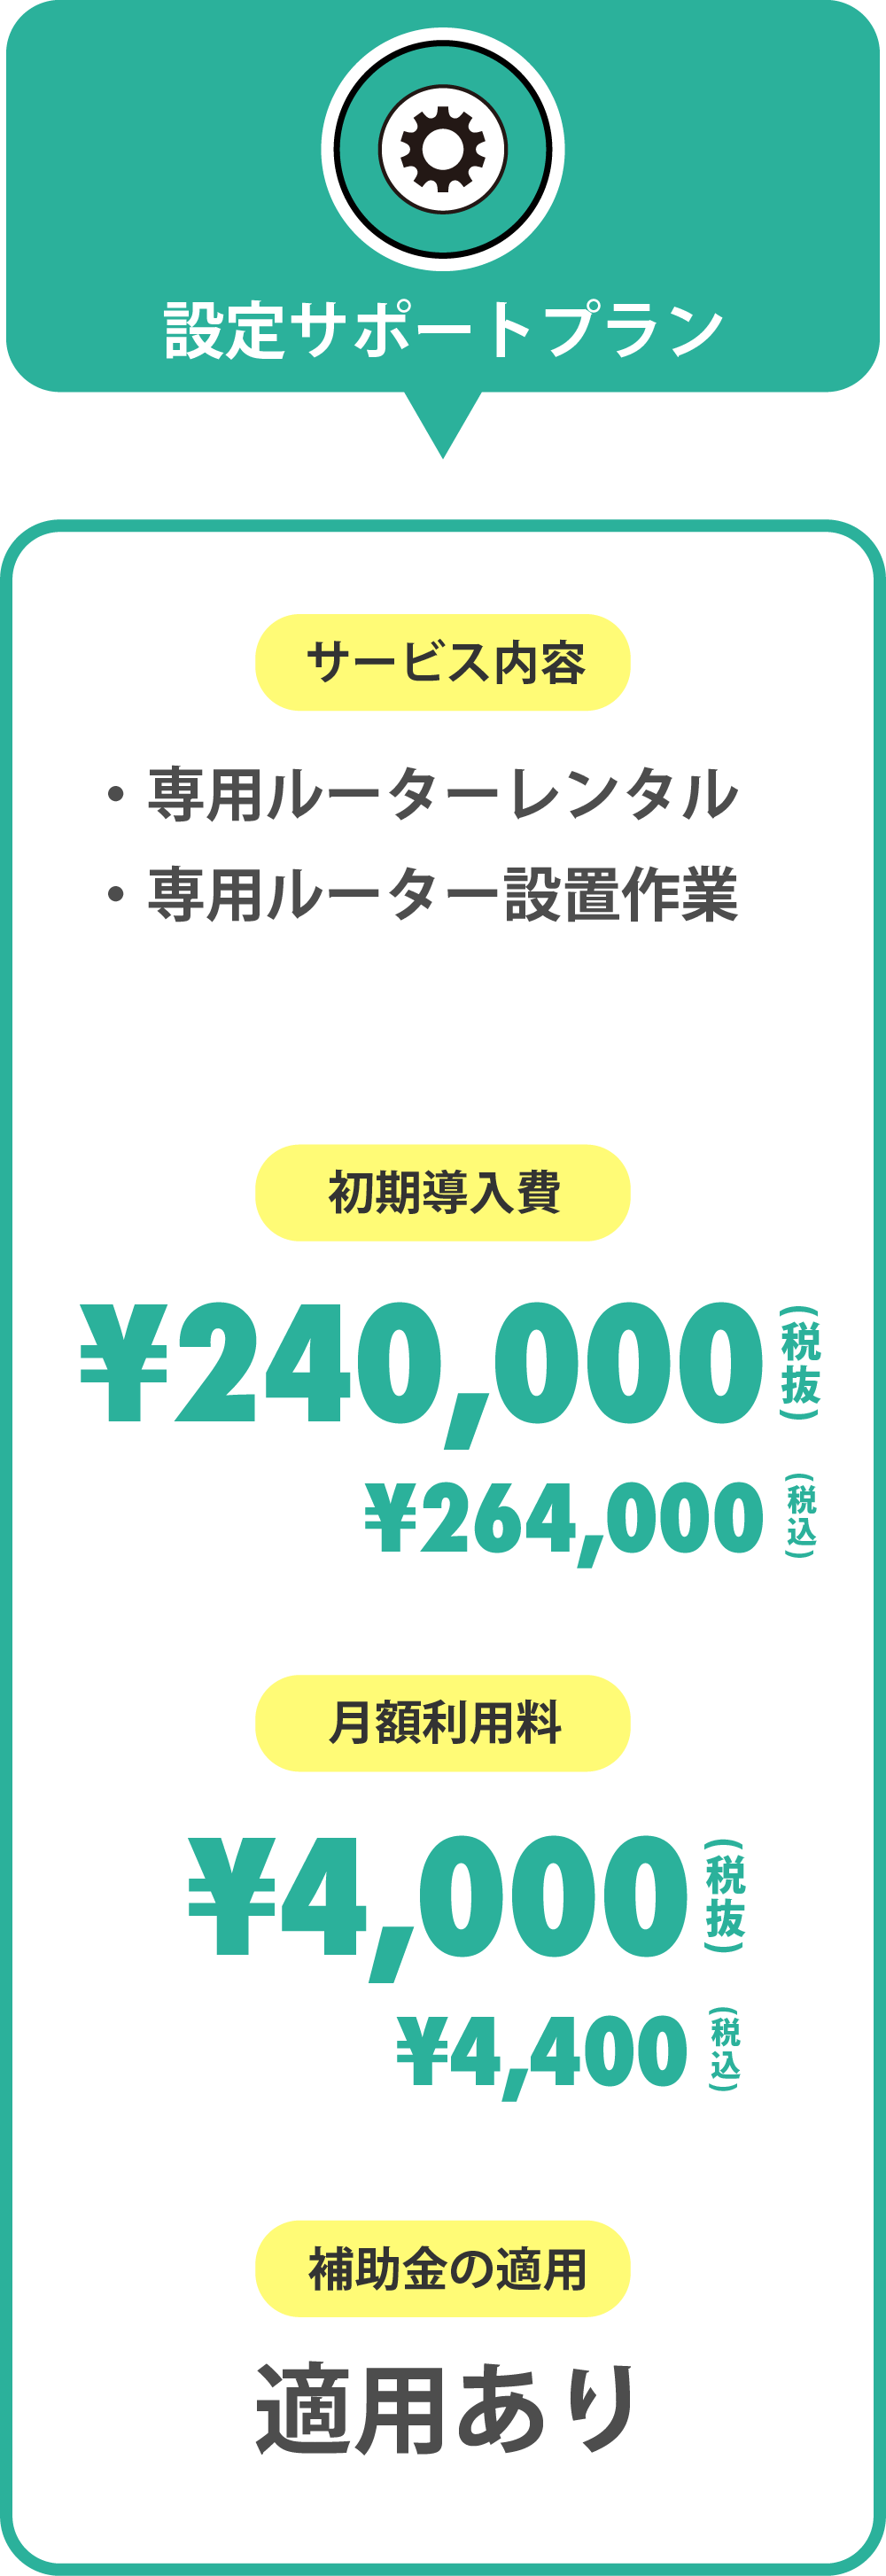 設定サポートプラン
サービス内容
・専用ルーターレンタル
・専用ルーター設置作業
初期導入費
¥240,000(税抜)
¥264,000(税込)
月額利用料
¥4,000(税抜)
¥4,400(税込)
補助金の適用
適用あり